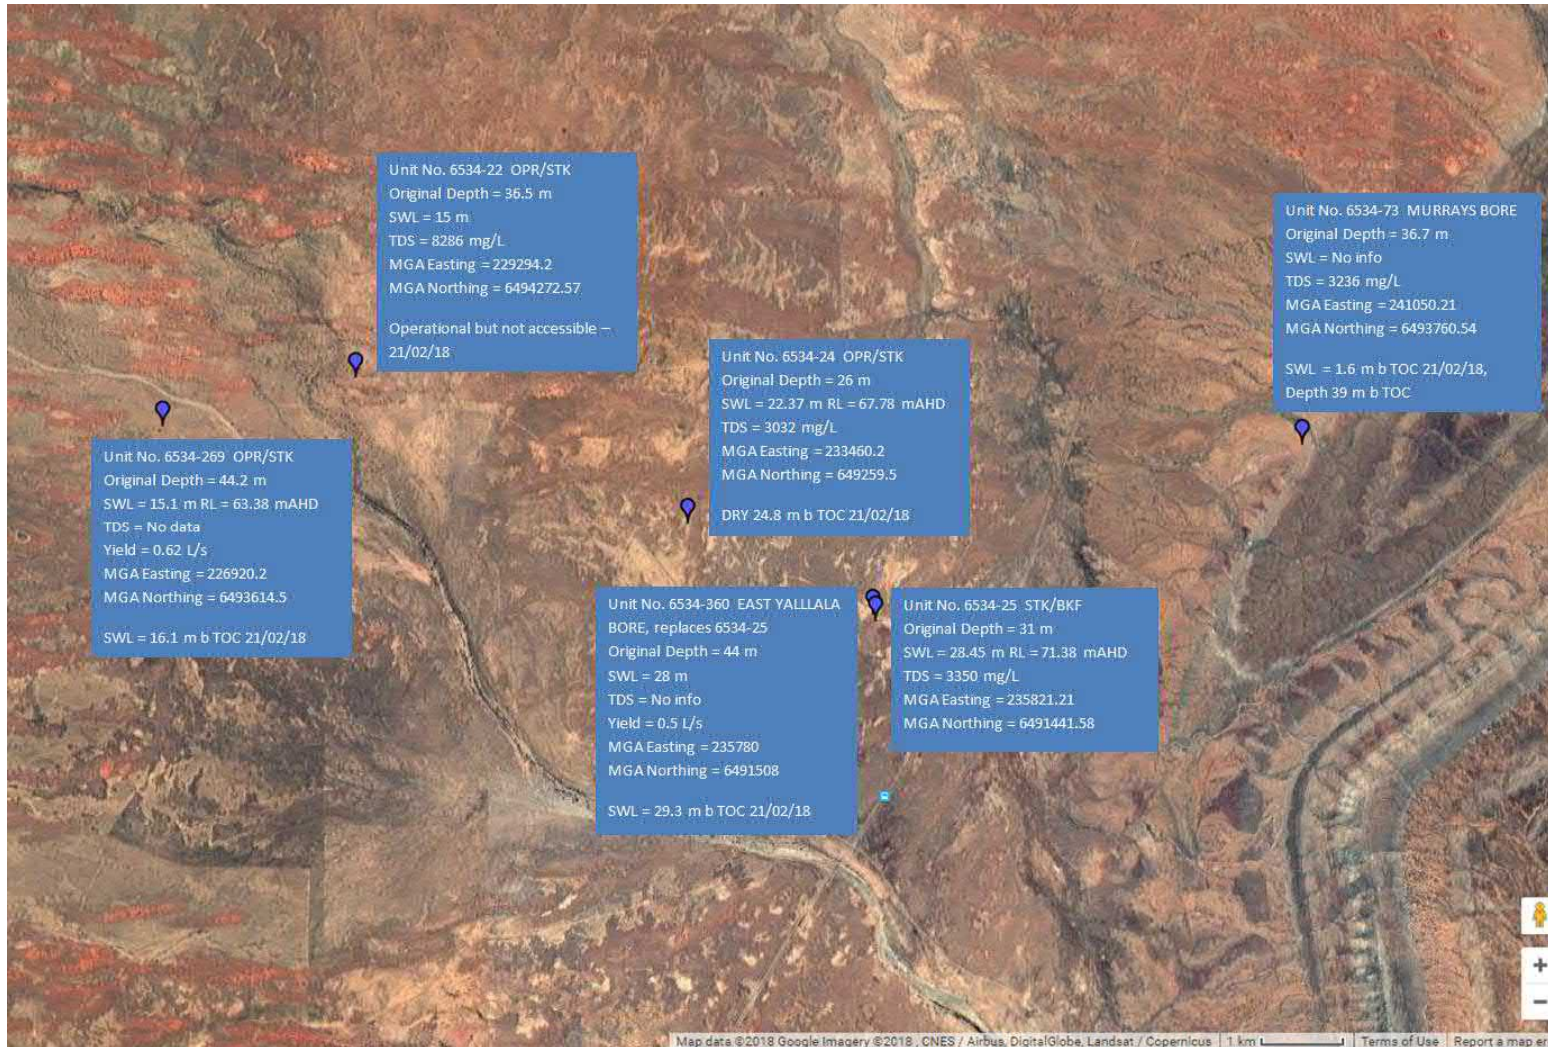 Unit No. 6534-22 OPR/STK
Original Depth = 36.5 m
SWL = 15 m
TDS = 8286 mg/L
MGA Easting = 229294.2
MGA Northing = 6494272.57
Operational but not accessible –
21/02/18
Unit No. 6534-73 MURRAYS BORE
Original Depth = 36.7 m
SWL = No info
TDS = 3236 mg/L
MGA Easting = 241050.21
MGA Northing = 6493760.54
SWL = 1.6 m b TOC 21/02/18,
Depth 39 m b TOC
Unit No. 6534-24 OPR/STK
Original Depth = 26 m
SWL = 22.37 m RL = 67.78 mAHD
TDS = 3032 mg/L
MGA Easting = 233460.2
MGA Northing = 649259.5
DRY 24.8 m b TOC 21/02/18
Unit No. 6534-269 OPR/STK
Original Depth = 44.2 m
SWL = 15.1 m RL = 63.38 mAHD
TDS = No data
Yield = 0.62 L/s
MGA Easting = 226920.2
MGA Northing = 6493614.5
SWL = 16.1 m b TOC 21/02/18
Unit No. 6534-360 EAST YALLLALA
BORE, replaces 6534-25
Original Depth = 44 m
SWL = 28 m
TDS = No info
Yield = 0.5 L/s
MGA Easting = 235780
MGA Northing = 6491508
SWL = 29.3 m b TOC 21/02/18
Unit No. 6534-25 STK/BKF
Original Depth = 31 m
SWL = 28.45 m RL = 71.38 mAHD
TDS = 3350 mg/L
MGA Easting = 235821.21
MGA Northing = 6491441.58
Map data ©2018 Google Imagery ©2018 , CNES / Airbus, DigitalGlobe, Landsat / Copernicus 1 km Terms of Use Report a map er